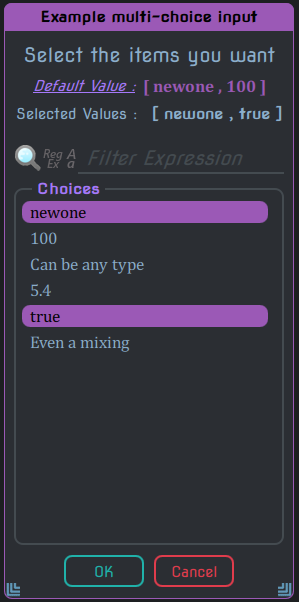 Example multi-choice input
Select the items you want
Default Value : [ newone , 100 ]
Selected Values : [ newone , true ]
Reg Ex A a Filter Expression
Choices
newone
100
Can be any type
5.4
true
Even a mixing
OK Cancel